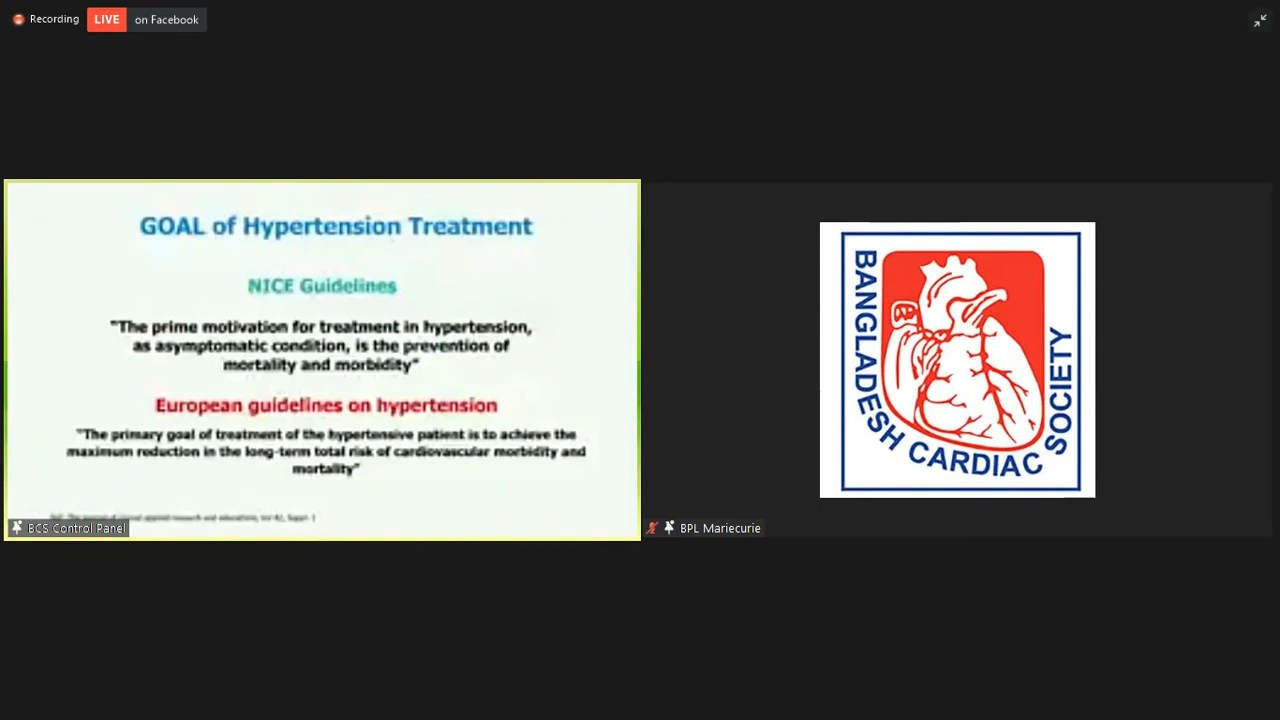 Recording LIVE on Facebook
GOAL of Hypertension Treatment
NICE Guidelines
"The prime motivation for treatment in hypertension,
as asymptomatic condition, is the prevention of
mortality and morbidity"
European guidelines on hypertension
"The primary goal of treatment of the hypertensive patient is to achieve the
maximum reduction in the long-term total risk of cardiovascular morbidity and
mortality"
BCS Control Panel
BANGLADESH CARDIAC SOCIETY
BPL Mariecurie